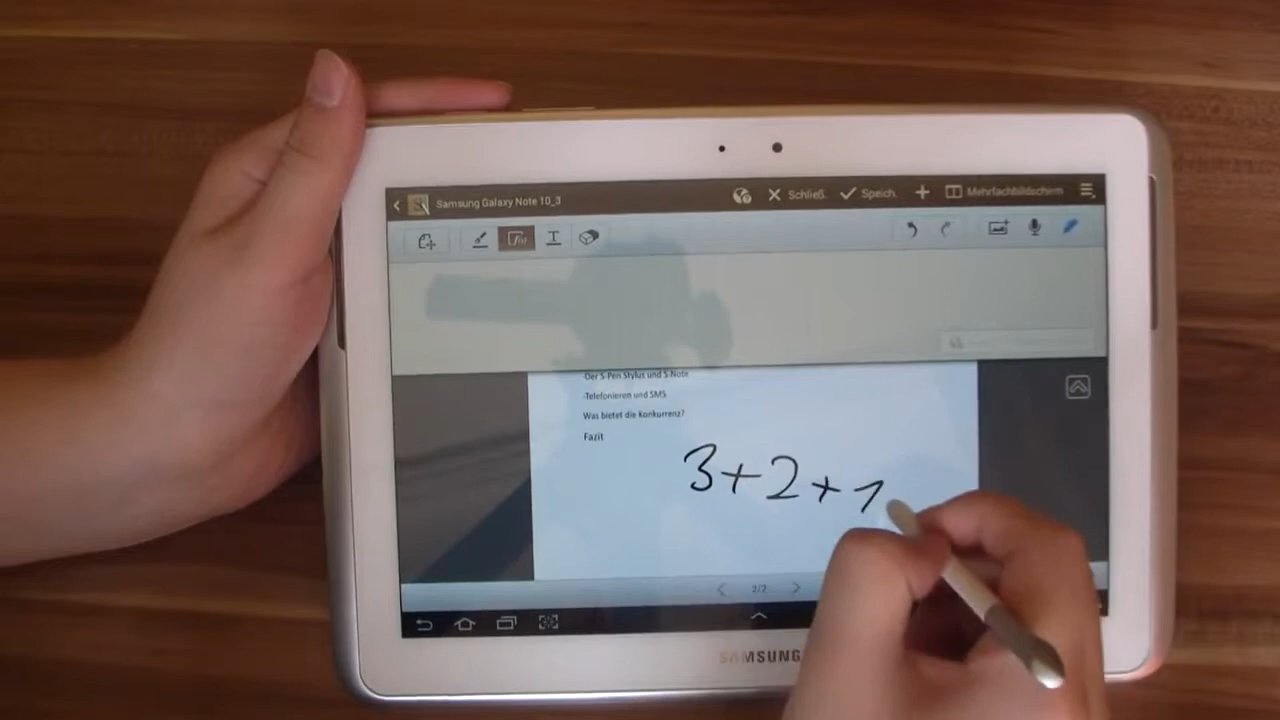 Samsung Galaxy Note 10_3
Schließ. Speich. Mehrfachbildschirm
f(x)
T
-Der S-Pen Stylus und S-Note
-Telefonieren und SMS
Was bietet die Konkurrenz?
Fazit
3+2+1
2/2
SAMSUNG